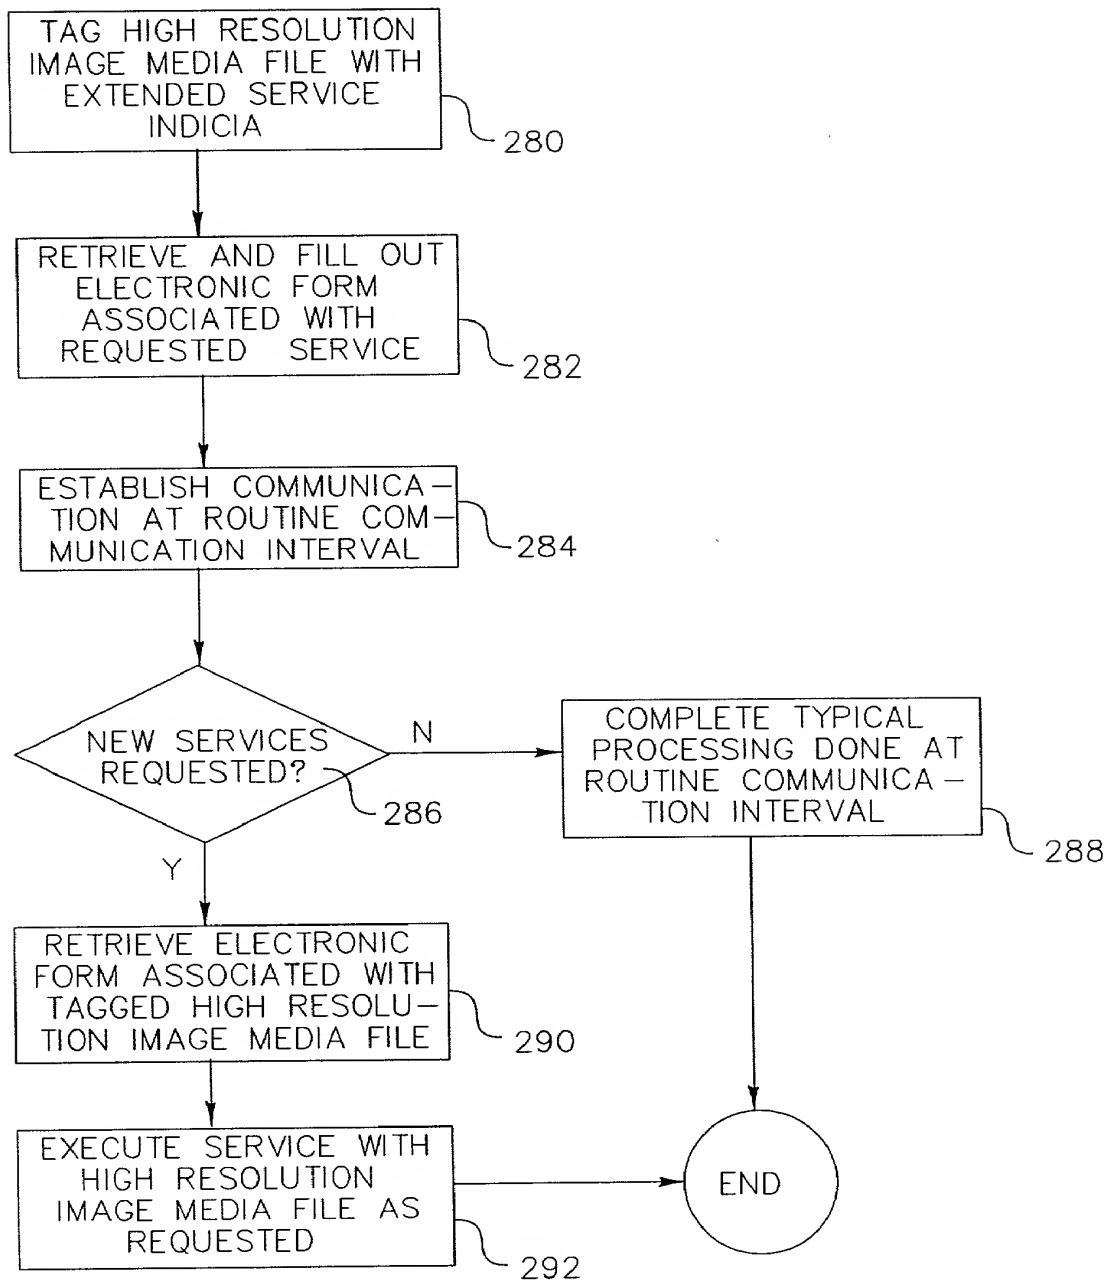 TAG HIGH RESOLUTION
IMAGE MEDIA FILE WITH
EXTENDED SERVICE
INDICIA
280
RETRIEVE AND FILL OUT
ELECTRONIC FORM
ASSOCIATED WITH
REQUESTED SERVICE
282
ESTABLISH COMMUNICA—
TION AT ROUTINE COM—
MUNICATION INTERVAL
284
NEW SERVICES
REQUESTED?
286
N
COMPLETE TYPICAL
PROCESSING DONE AT
ROUTINE COMMUNICA—
TION INTERVAL
288
Y
RETRIEVE ELECTRONIC
FORM ASSOCIATED WITH
TAGGED HIGH RESOLU—
TION IMAGE MEDIA FILE
290
EXECUTE SERVICE WITH
HIGH RESOLUTION
IMAGE MEDIA FILE AS
REQUESTED
292
END